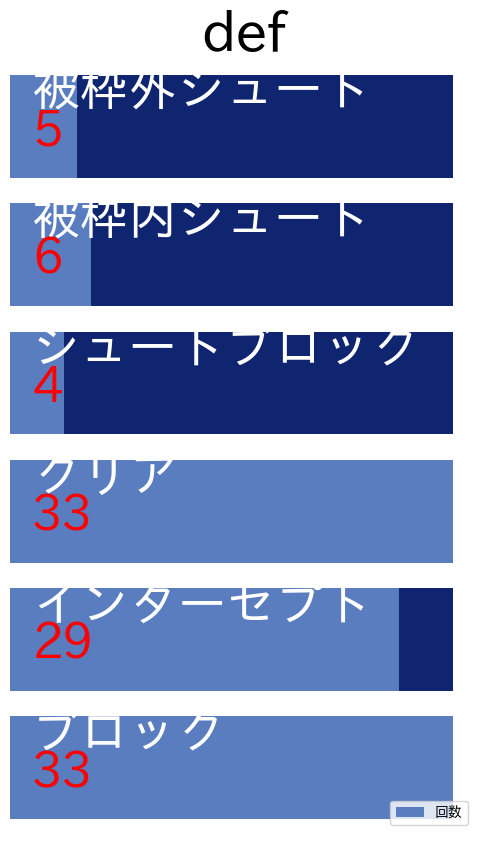 def
被枠外シュート
5
被枠内シュート
6
シュートブロック
4
クリア
33
インターセプト
29
ブロック
33
回数